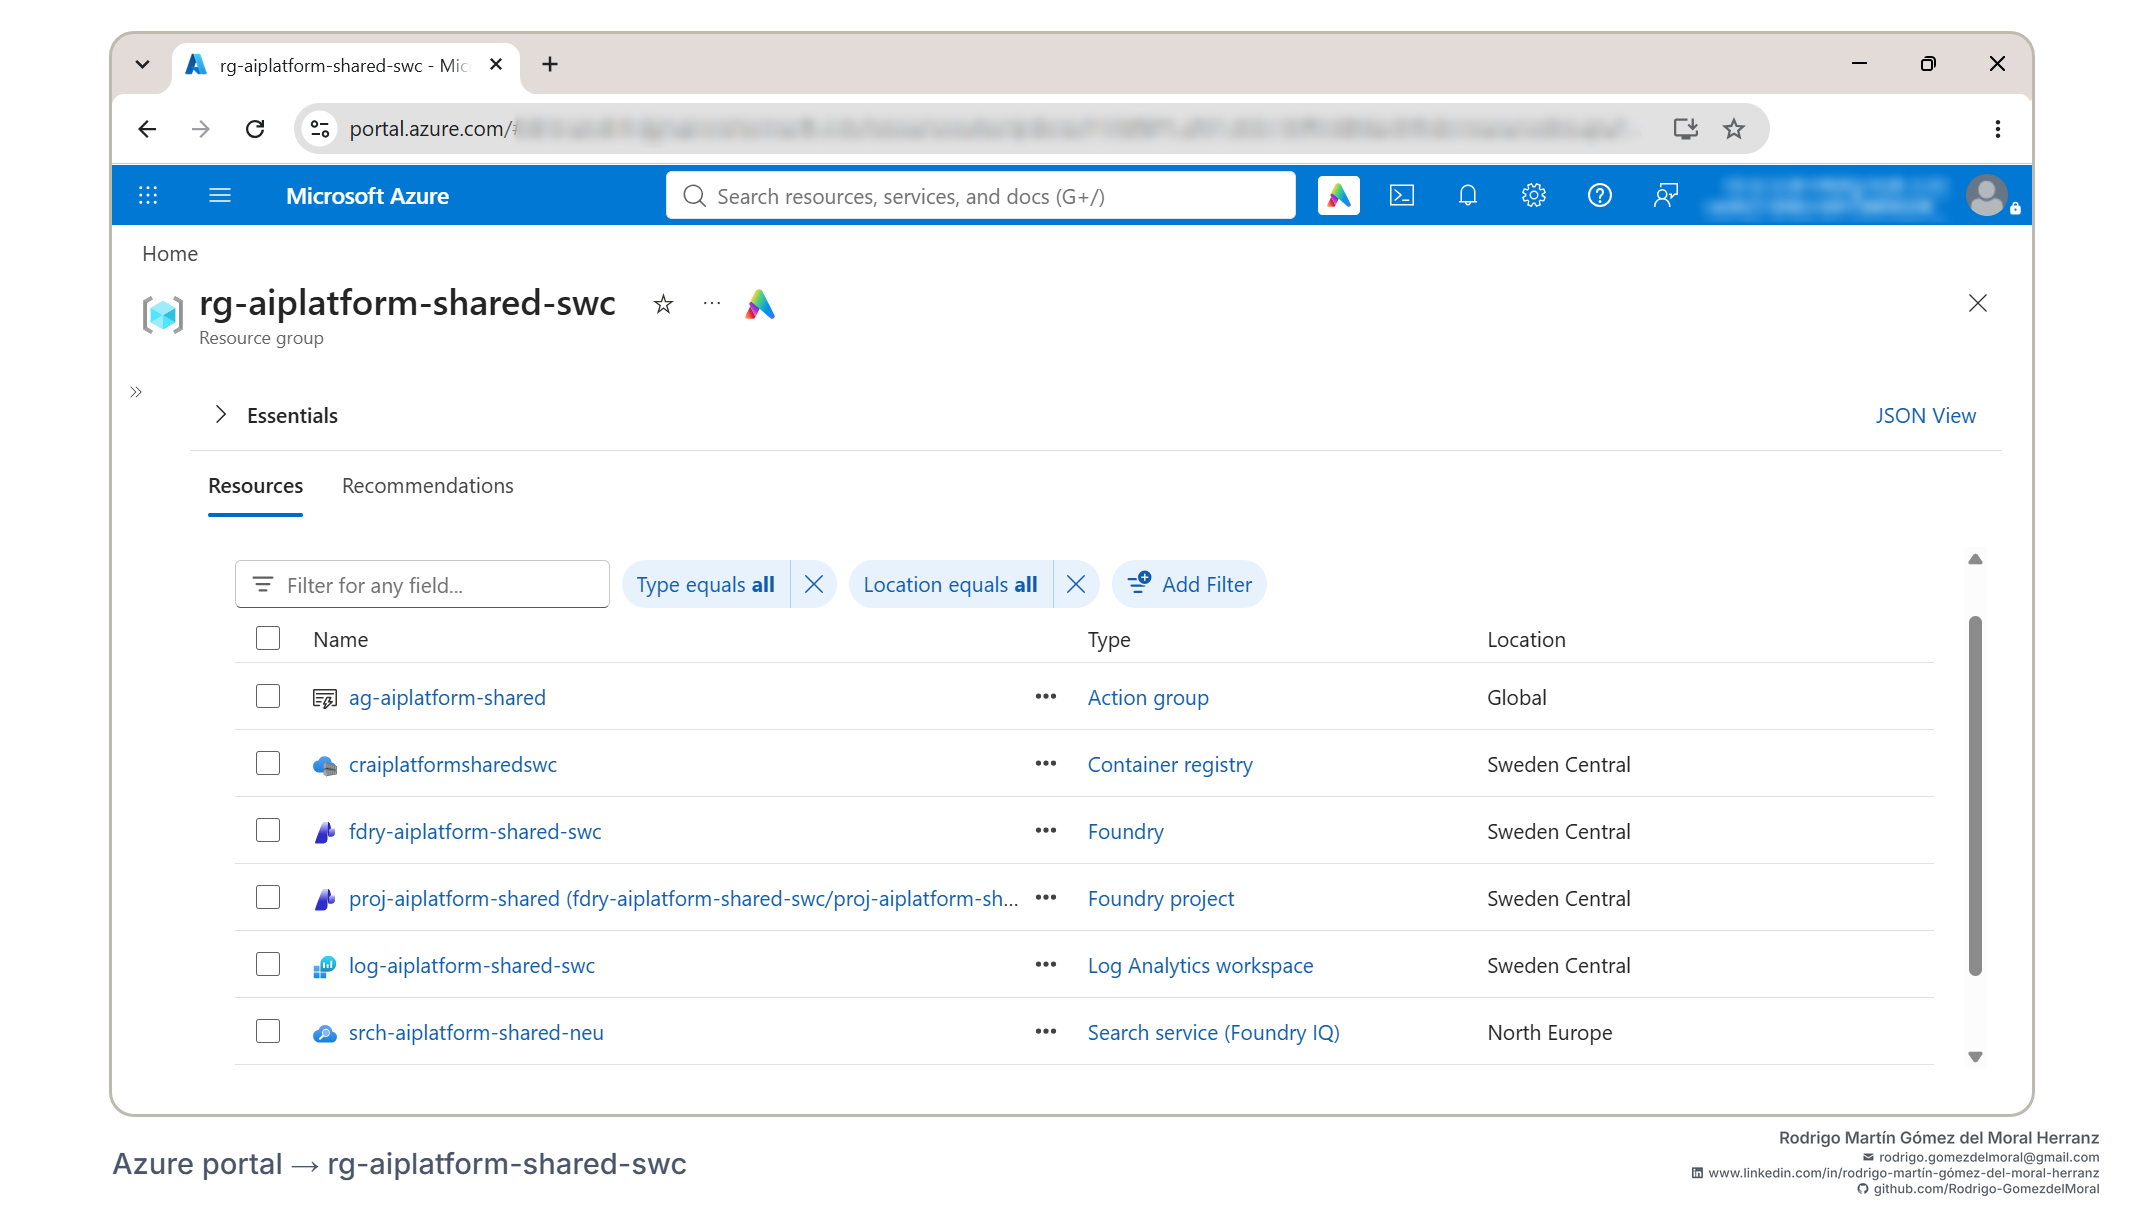 rg-aiplatform-shared-swc - Mic
portal.azure.com/
Microsoft Azure
Search resources, services, and docs (G+/)
Home
rg-aiplatform-shared-swc
Resource group
Essentials
JSON View
Resources
Recommendations
Filter for any field...
Type equals all
Location equals all
Add Filter
Name Type Location
ag-aiplatform-shared Action group Global
craiplatformsharedswc Container registry Sweden Central
fdry-aiplatform-shared-swc Foundry Sweden Central
proj-aiplatform-shared (fdry-aiplatform-shared-swc/proj-aiplatform-sh... Foundry project Sweden Central
log-aiplatform-shared-swc Log Analytics workspace Sweden Central
srch-aiplatform-shared-neu Search service (Foundry IQ) North Europe
Azure portal → rg-aiplatform-shared-swc
Rodrigo Martín Gómez del Moral Herranz
rodrigo.gomezdelmoral@gmail.com
www.linkedin.com/in/rodrigo-martín-gómez-del-moral-herranz
github.com/Rodrigo-GomezdelMoral